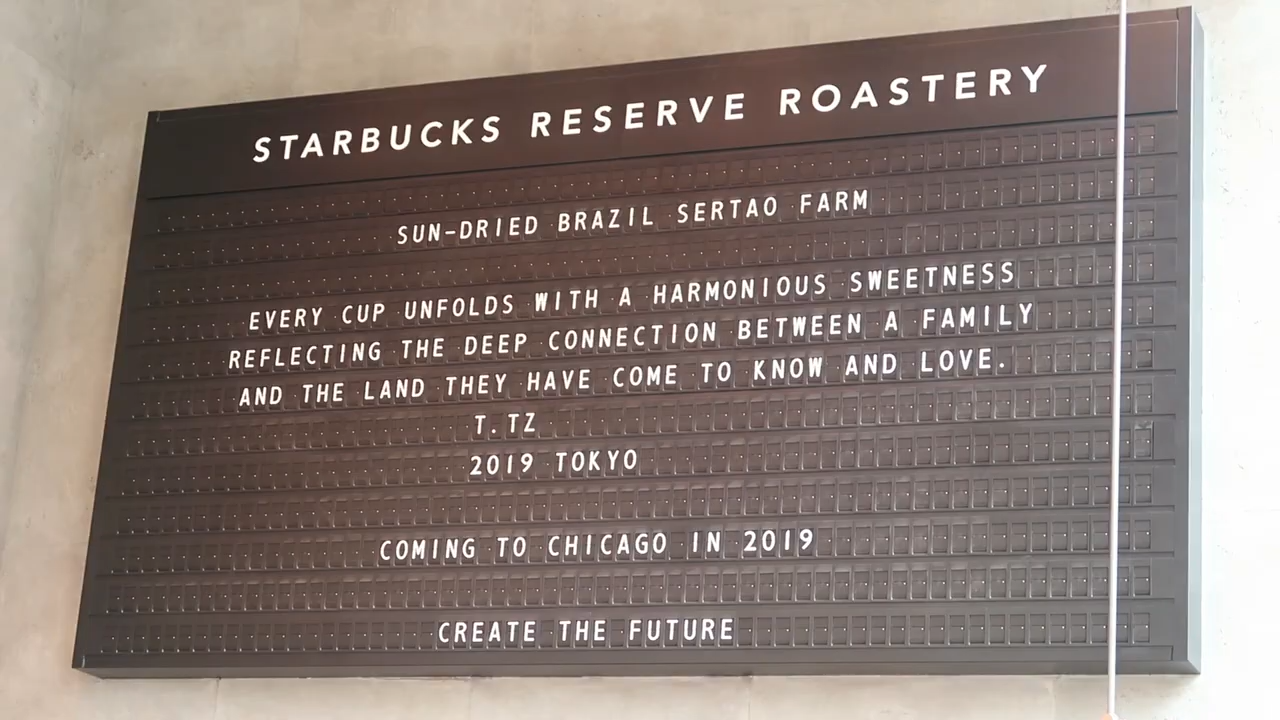 STARBUCKS RESERVE ROASTERY
SUN-DRIED BRAZIL SERTAO FARM
EVERY CUP UNFOLDS WITH A HARMONIOUS SWEETNESS
REFLECTING THE DEEP CONNECTION BETWEEN A FAMILY
AND THE LAND THEY HAVE COME TO KNOW AND LOVE.
T.TZ
2019 TOKYO
COMING TO CHICAGO IN 2019
CREATE THE FUTURE